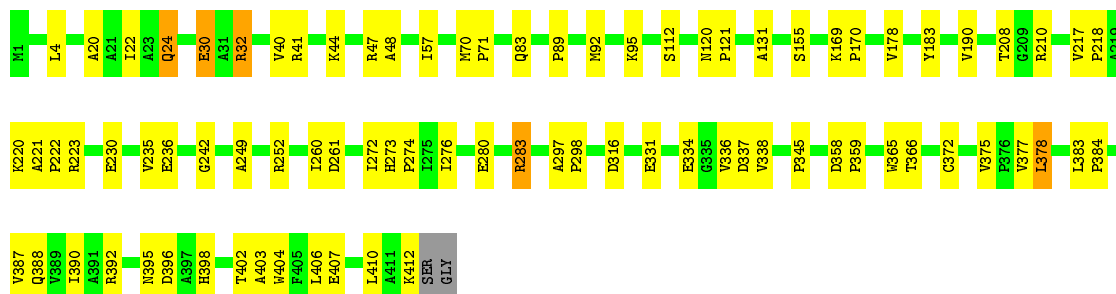 M1 L4 A20 A21 I22 A23 Q24 E30 A31 R32 V40 R41 K44 R47 A48 I57 M70 P71 Q83 P89 M92 K95 S112 N120 P121 A131 S155 K169 P170 V178 Y183 V190 T208 G209 R210 V217 P218 A219
K220 A221 P222 R223 E230 V235 E236 G242 A249 R252 I260 D261 I272 H273 P274 I275 I276 E280 R283 A297 P298 D316 E331 E334 G335 V336 D337 V338 P345 D358 P359 W365 T366 C372 V375 P376 V377 L378 L383 P384
V387 Q388 V389 I390 A391 R392 N395 D396 A397 H398 T402 A403 W404 F405 L406 E407 L410 A411 K412 SER GLY